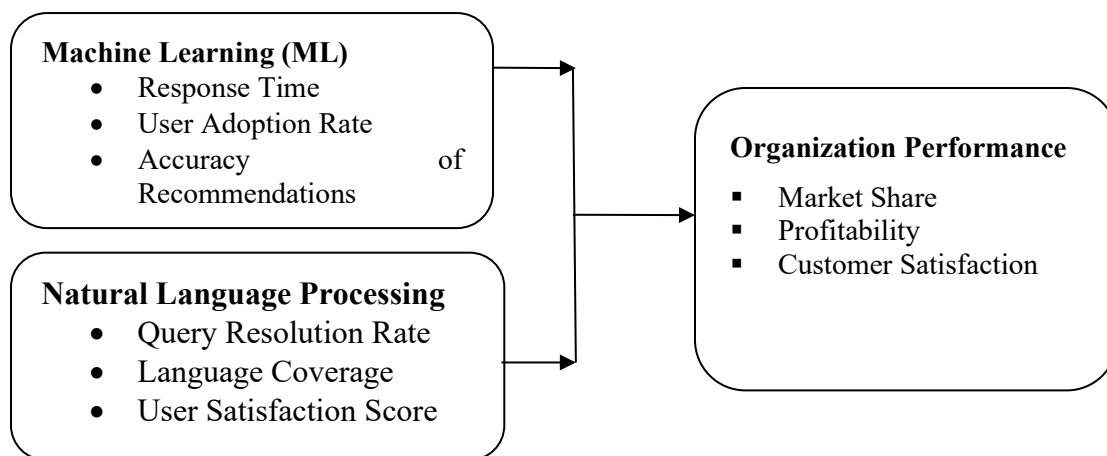 Machine Learning (ML)
• Response Time
• User Adoption Rate
• Accuracy of
Recommendations
Natural Language Processing
• Query Resolution Rate
• Language Coverage
• User Satisfaction Score
Organization Performance
▪ Market Share
▪ Profitability
▪ Customer Satisfaction